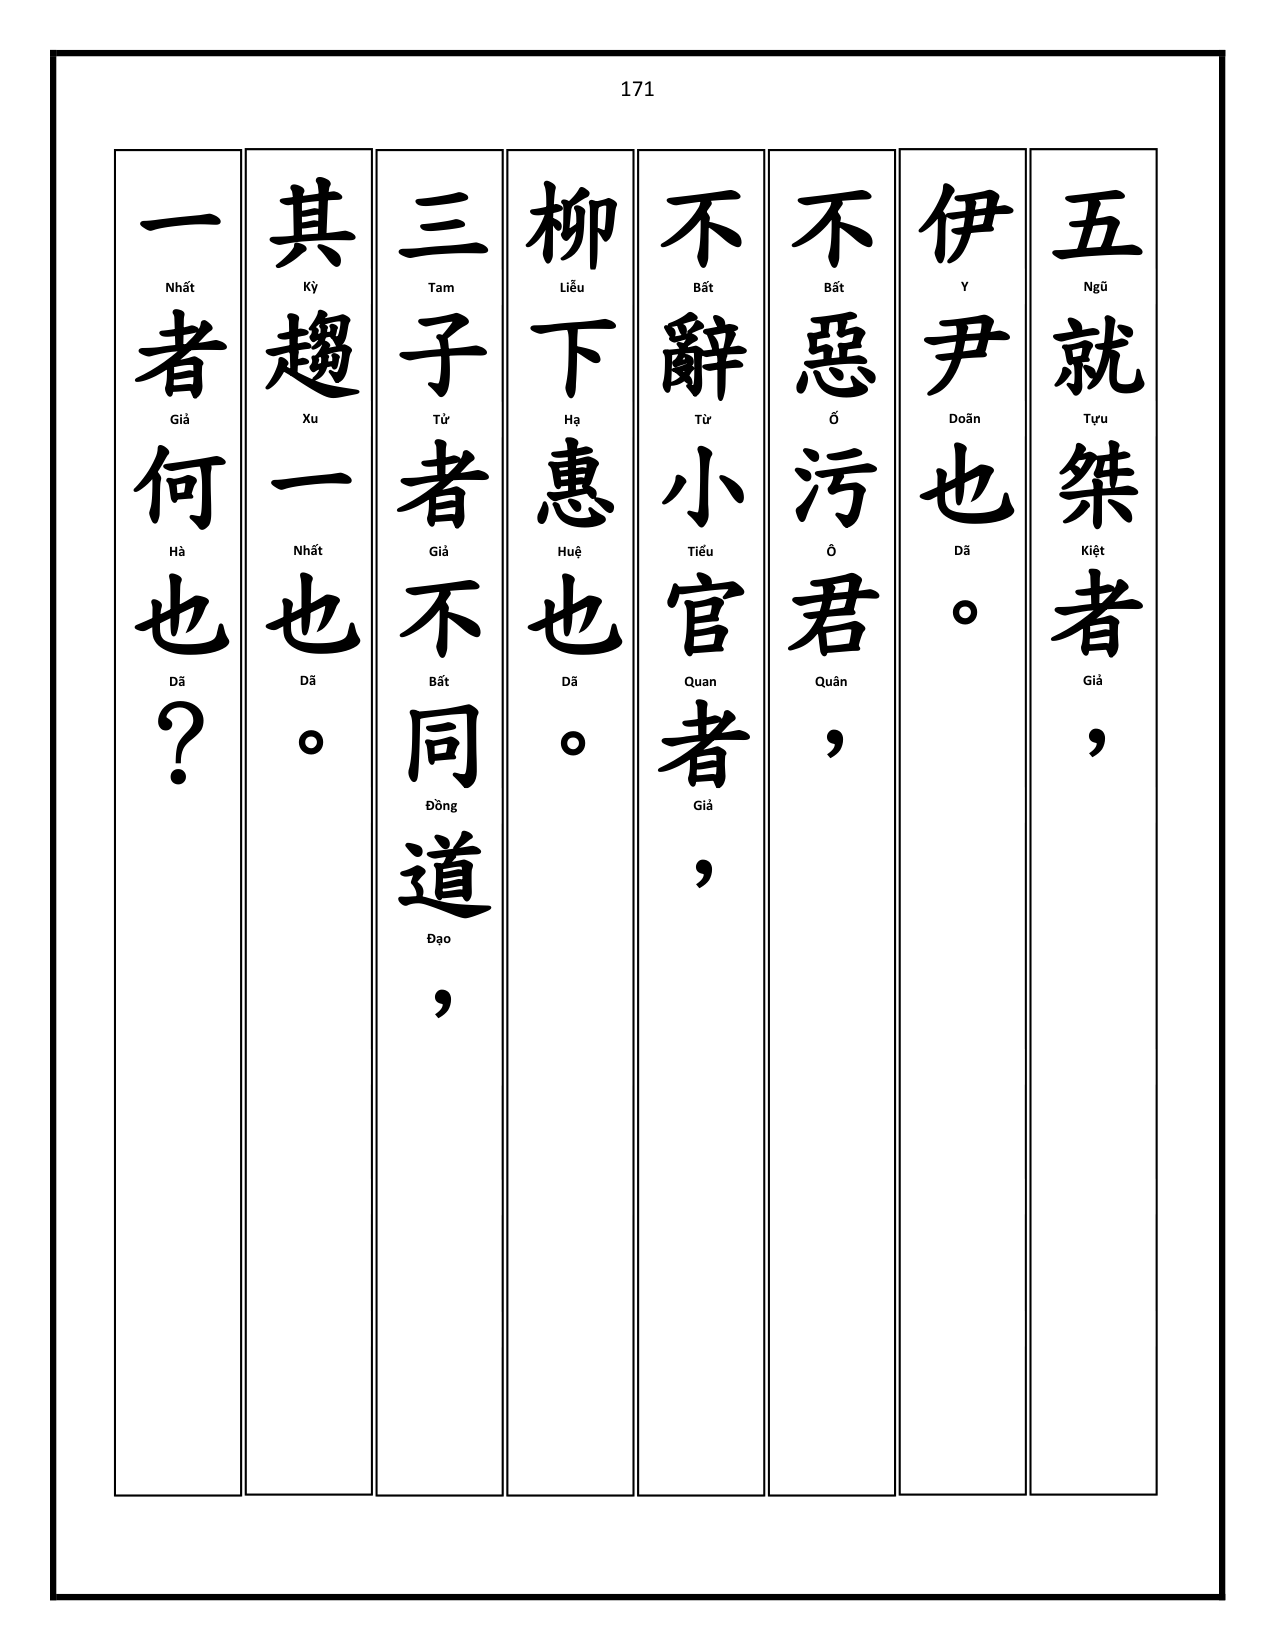 171
五就桀者，
Ngũ Tựu Kiệt Giả
伊尹也。
Y Doãn Dã
不惡污君，
Bất Ố Ô Quân
不辭小官者，
Bất Từ Tiểu Quan Giả
柳下惠也。
Liễu Hạ Huệ Dã
三子者不同道，
Tam Tử Giả Bất Đồng Đạo
其趨一也。
Kỳ Xu Nhất Dã
一者何也？
Nhất Giả Hà Dã